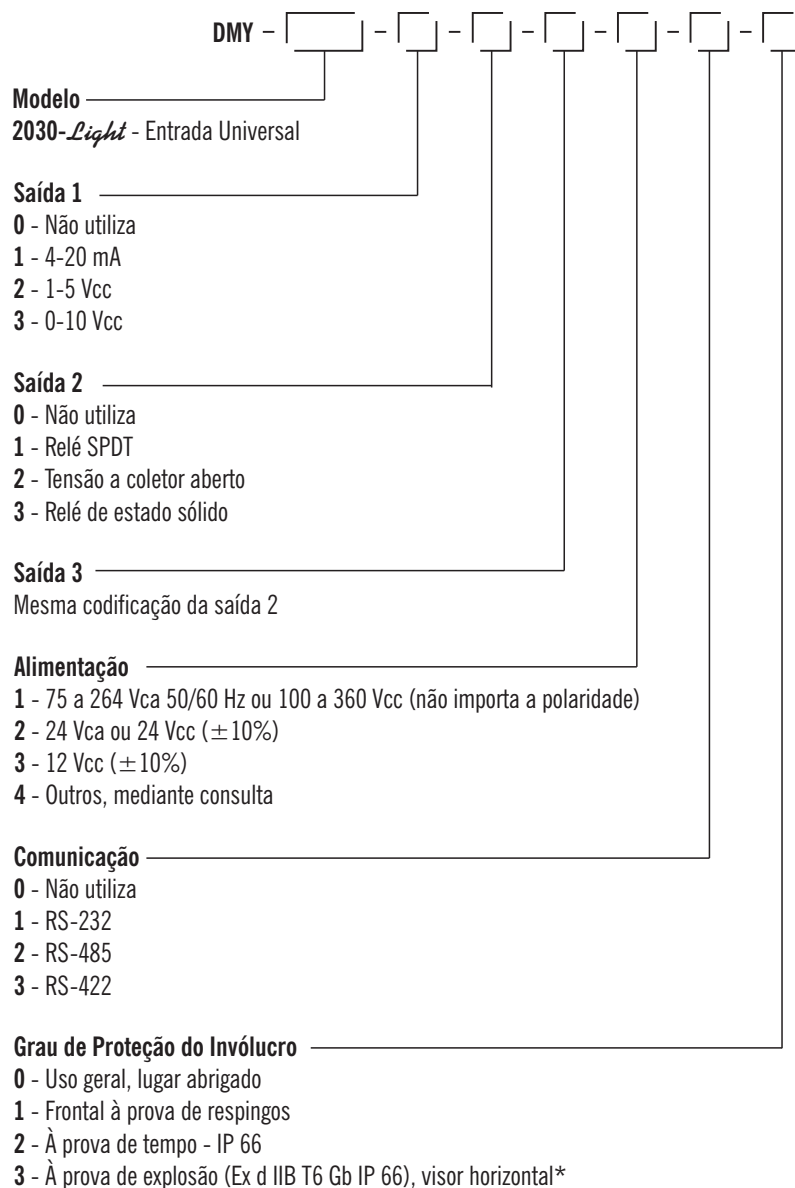 DMY - - - - - - -
Modelo
2030-Light - Entrada Universal
Saída 1
0 - Não utiliza
1 - 4-20 mA
2 - 1-5 Vcc
3 - 0-10 Vcc
Saída 2
0 - Não utiliza
1 - Relé SPDT
2 - Tensão a coletor aberto
3 - Relé de estado sólido
Saída 3
Mesma codificação da saída 2
Alimentação
1 - 75 a 264 Vca 50/60 Hz ou 100 a 360 Vcc (não importa a polaridade)
2 - 24 Vca ou 24 Vcc (±10%)
3 - 12 Vcc (±10%)
4 - Outros, mediante consulta
Comunicação
0 - Não utiliza
1 - RS-232
2 - RS-485
3 - RS-422
Grau de Proteção do Invólucro
0 - Uso geral, lugar abrigado
1 - Frontal à prova de respingos
2 - À prova de tempo - IP 66
3 - À prova de explosão (Ex d IIB T6 Gb IP 66), visor horizontal*